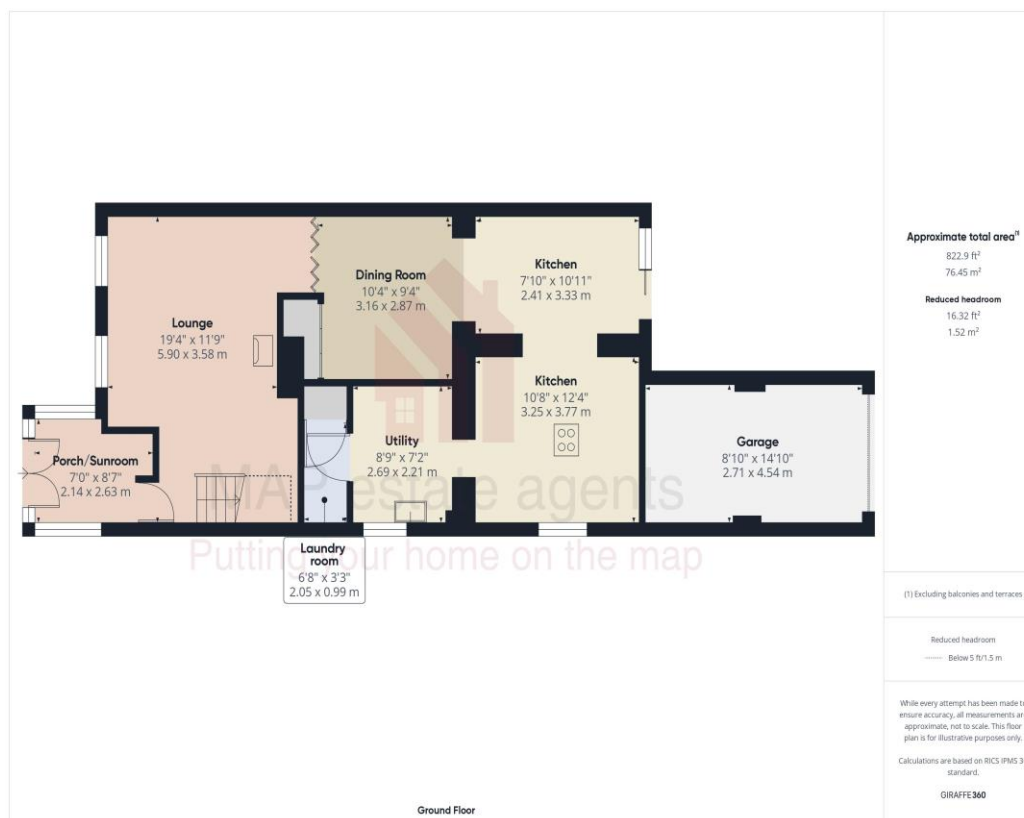 Lounge
19'4" x 11'9"
5.90 x 3.58 m
Dining Room
10'4" x 9'4"
3.16 x 2.87 m
Kitchen
7'10" x 10'11"
2.41 x 3.33 m
Kitchen
10'8" x 12'4"
3.25 x 3.77 m
Utility
8'9" x 7'2"
2.69 x 2.21 m
Porch/Sunroom
7'0" x 8'7"
2.14 x 2.63 m
Garage
8'10" x 14'10"
2.71 x 4.54 m
Laundry
room
6'8" x 3'3"
2.05 x 0.99 m
MAP estate agents
Putting your home on the map
Ground Floor
Approximate total area(1)
822.9 ft²
76.45 m²
Reduced headroom
16.32 ft²
1.52 m²
(1) Excluding balconies and terraces
Reduced headroom
Below 5 ft/1.5 m
While every attempt has been made
ensure accuracy, all measurements
approximate, not to scale. This floor
plan is for illustrative purposes only.
Calculations are based on RICS IPMS
standard.
GIRAFFE360